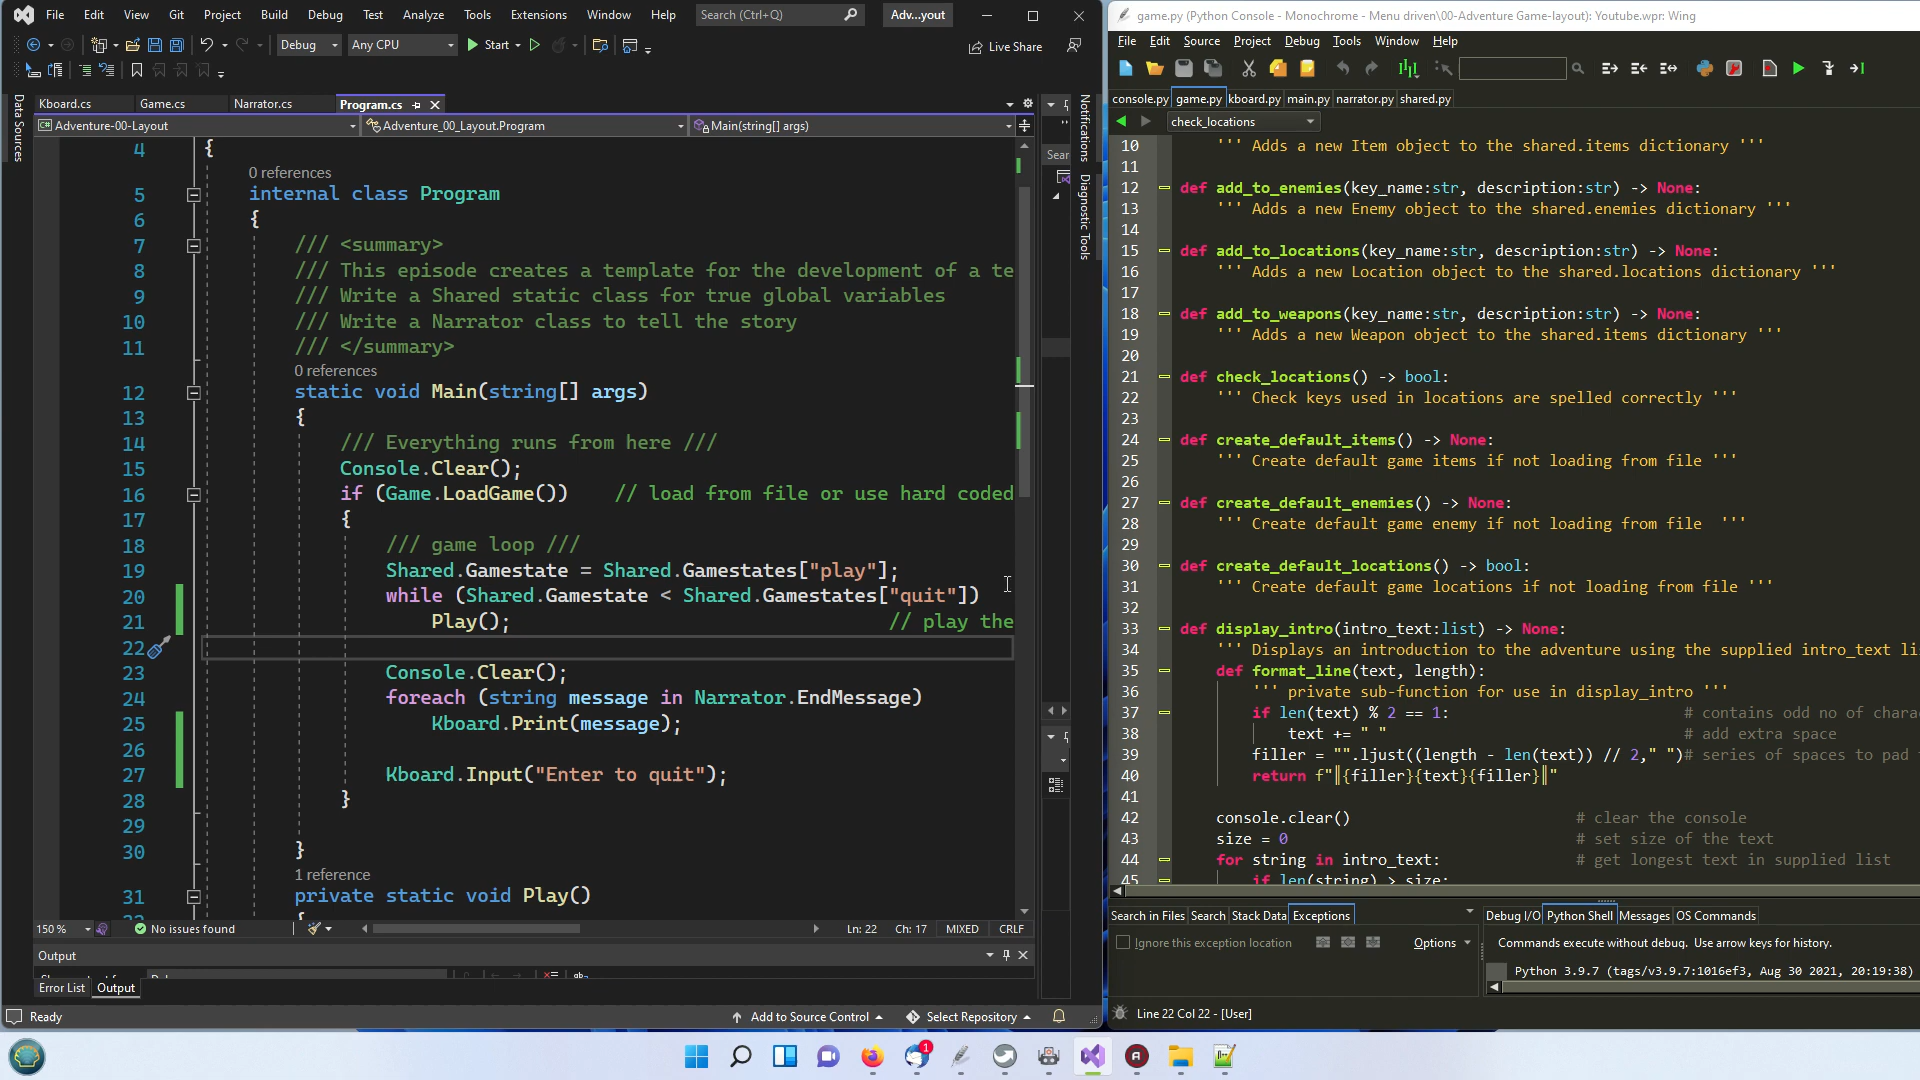 File Edit View Git Project Build Debug Test Analyze Tools Extensions Window Help Search (Ctrl+Q) Adv...yout
Debug Any CPU Start Live Share
Data Sources
Kboard.cs Game.cs Narrator.cs Program.cs
Adventure-00-Layout Adventure_00_Layout.Program Main(string[] args)
4 {
0 references
5 internal class Program
6 {
7 /// <summary>
8 /// This episode creates a template for the development of a te
9 /// Write a Shared static class for true global variables
10 /// Write a Narrator class to tell the story
11 /// </summary>
0 references
12 static void Main(string[] args)
13 {
14 /// Everything runs from here ///
15 Console.Clear();
16 if (Game.LoadGame()) // load from file or use hard coded
17 {
18 /// game loop ///
19 Shared.Gamestate = Shared.Gamestates["play"];
20 while (Shared.Gamestate < Shared.Gamestates["quit"])
21 Play(); // play the
22
23 Console.Clear();
24 foreach (string message in Narrator.EndMessage)
25 Kboard.Print(message);
26
27 Kboard.Input("Enter to quit");
28 }
29
30 }
1 reference
31 private static void Play()
150 % No issues found Ln: 22 Ch: 17 MIXED CRLF
Output
Error List Output
Ready Add to Source Control Select Repository
Sear
Notifications
Diagnostic Tools
game.py (Python Console - Monochrome - Menu driven\00-Adventure Game-layout): Youtube.wpr: Wing
File Edit Source Project Debug Tools Window Help
console.py game.py kboard.py main.py narrator.py shared.py
check_locations
10 ''' Adds a new Item object to the shared.items dictionary '''
11
12 def add_to_enemies(key_name:str, description:str) -> None:
13 ''' Adds a new Enemy object to the shared.enemies dictionary '''
14
15 def add_to_locations(key_name:str, description:str) -> None:
16 ''' Adds a new Location object to the shared.locations dictionary '''
17
18 def add_to_weapons(key_name:str, description:str) -> None:
19 ''' Adds a new Weapon object to the shared.items dictionary '''
20
21 def check_locations() -> bool:
22 ''' Check keys used in locations are spelled correctly '''
23
24 def create_default_items() -> None:
25 ''' Create default game items if not loading from file '''
26
27 def create_default_enemies() -> None:
28 ''' Create default game enemy if not loading from file  '''
29
30 def create_default_locations() -> bool:
31 ''' Create default game locations if not loading from file '''
32
33 def display_intro(intro_text:list) -> None:
34 ''' Displays an introduction to the adventure using the supplied intro_text li
35 def format_line(text, length):
36 ''' private sub-function for use in display_intro '''
37 if len(text) % 2 == 1: # contains odd no of chara
38 text += " " # add extra space
39 filler = "".ljust((length - len(text)) // 2," ")# series of spaces to pad
40 return f"║{filler}{text}{filler}║"
41
42 console.clear() # clear the console
43 size = 0 # set size of the text
44 for string in intro_text: # get longest text in supplied list
45 if len(string) > size:
Search in Files Search Stack Data Exceptions
Ignore this exception location Options
Debug I/O Python Shell Messages OS Commands
Commands execute without debug. Use arrow keys for history.
Python 3.9.7 (tags/v3.9.7:1016ef3, Aug 30 2021, 20:19:38)
Line 22 Col 22 - [User]
1